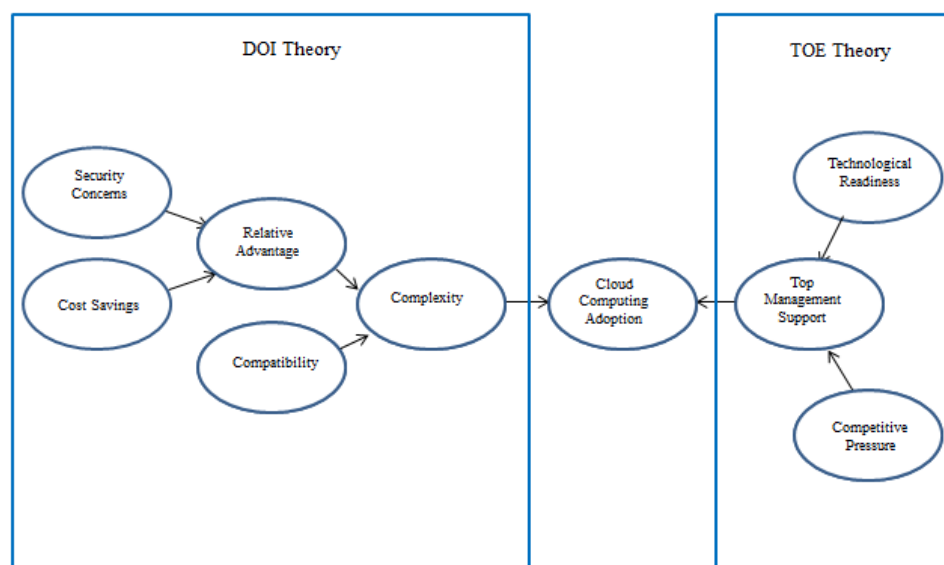 DOI Theory
TOE Theory
Security
Concerns
Technological
Readiness
Relative
Advantage
Cost Savings
Complexity
Cloud
Computing
Adoption
Top
Management
Support
Compatibility
Competitive
Pressure